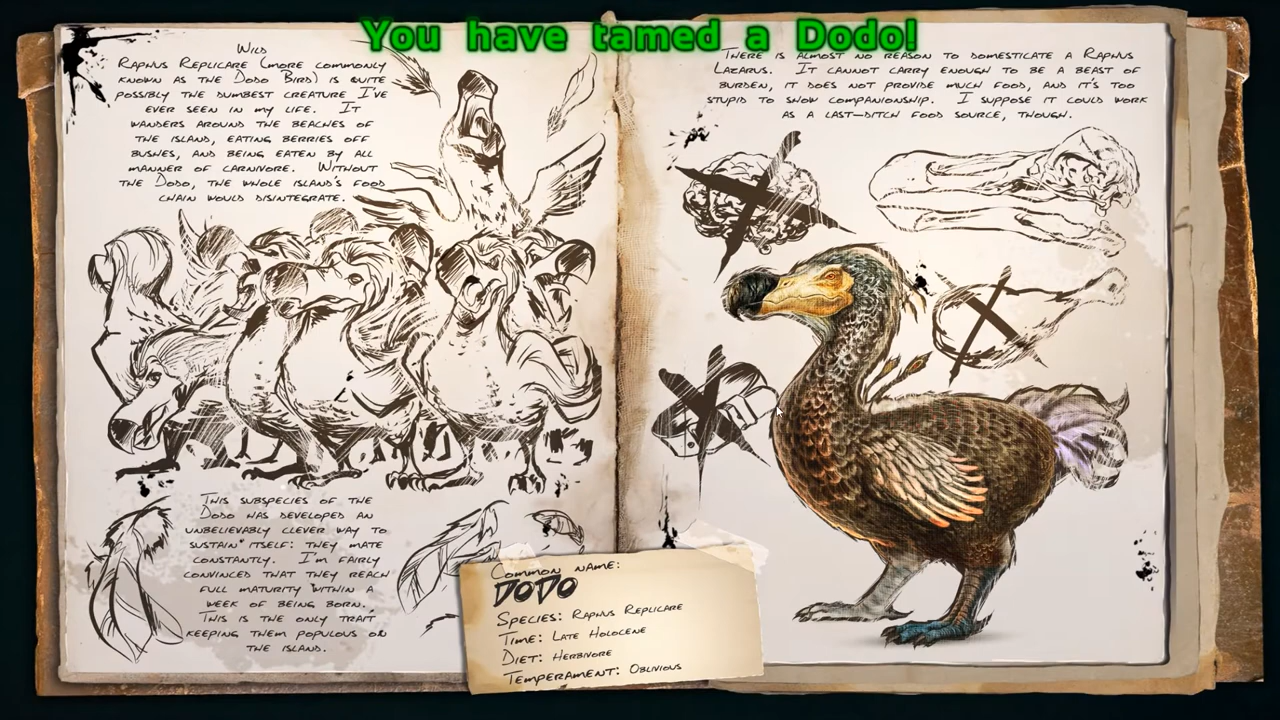 You have tamed a Dodo!
Wild
Raphus Replicare (more commonly
known as the Dodo Bird) is quite
possibly the dumbest creature I've
ever seen in my life. It
wanders around the beaches of
the island, eating berries off
bushes, and being eaten by all
manner of carnivore. Without
the Dodo, the whole island's food
chain would disintegrate.
This subspecies of the
Dodo has developed an
unbelievably clever way to
sustain itself: they mate
constantly. I'm fairly
convinced that they reach
full maturity within a
week of being born.
This is the only trait
keeping them populous on
the island.
There is almost no reason to domesticate a Raphus
Lazarus. It cannot carry enough to be a beast of
burden, it does not provide much food, and it's too
stupid to show companionship. I suppose it could work
as a last-ditch food source, though.
Common name:
DODO
Species: Raphus Replicare
Time: Late Holocene
Diet: Herbivore
Temperament: Oblivious